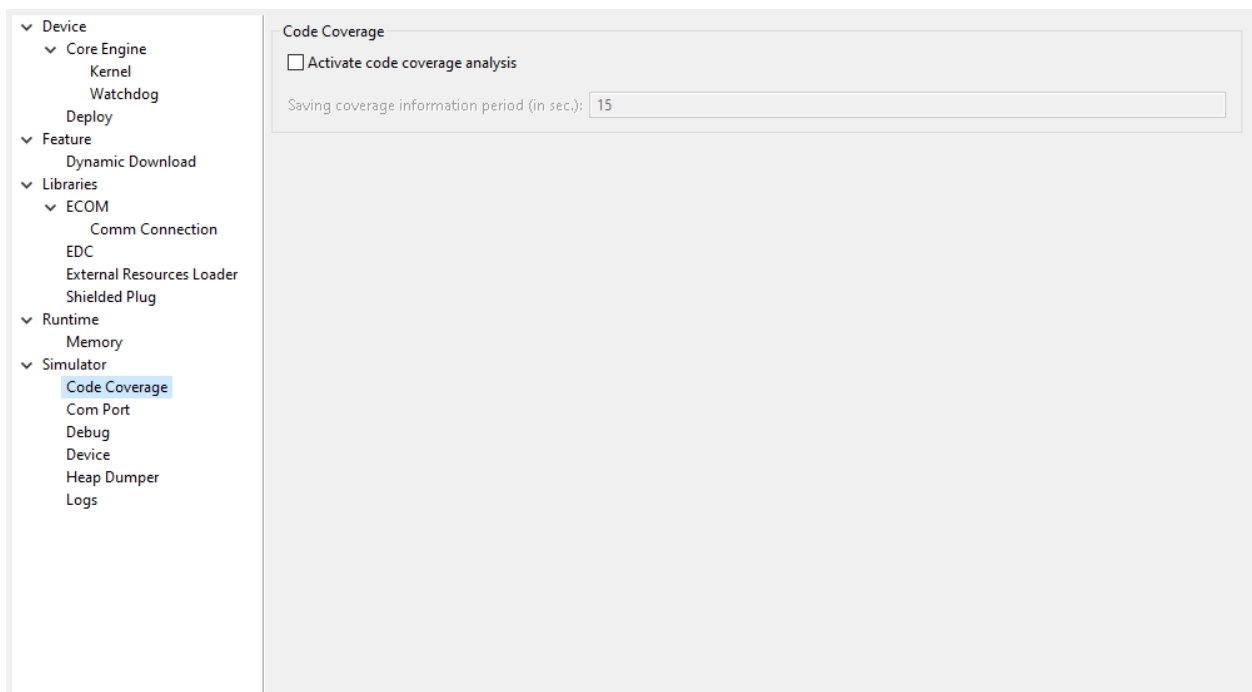 Device
Core Engine
Kernel
Watchdog
Deploy
Feature
Dynamic Download
Libraries
ECOM
Comm Connection
EDC
External Resources Loader
Shielded Plug
Runtime
Memory
Simulator
Code Coverage
Com Port
Debug
Device
Heap Dumper
Logs
Code Coverage
Activate code coverage analysis
Saving coverage information period (in sec.): 15